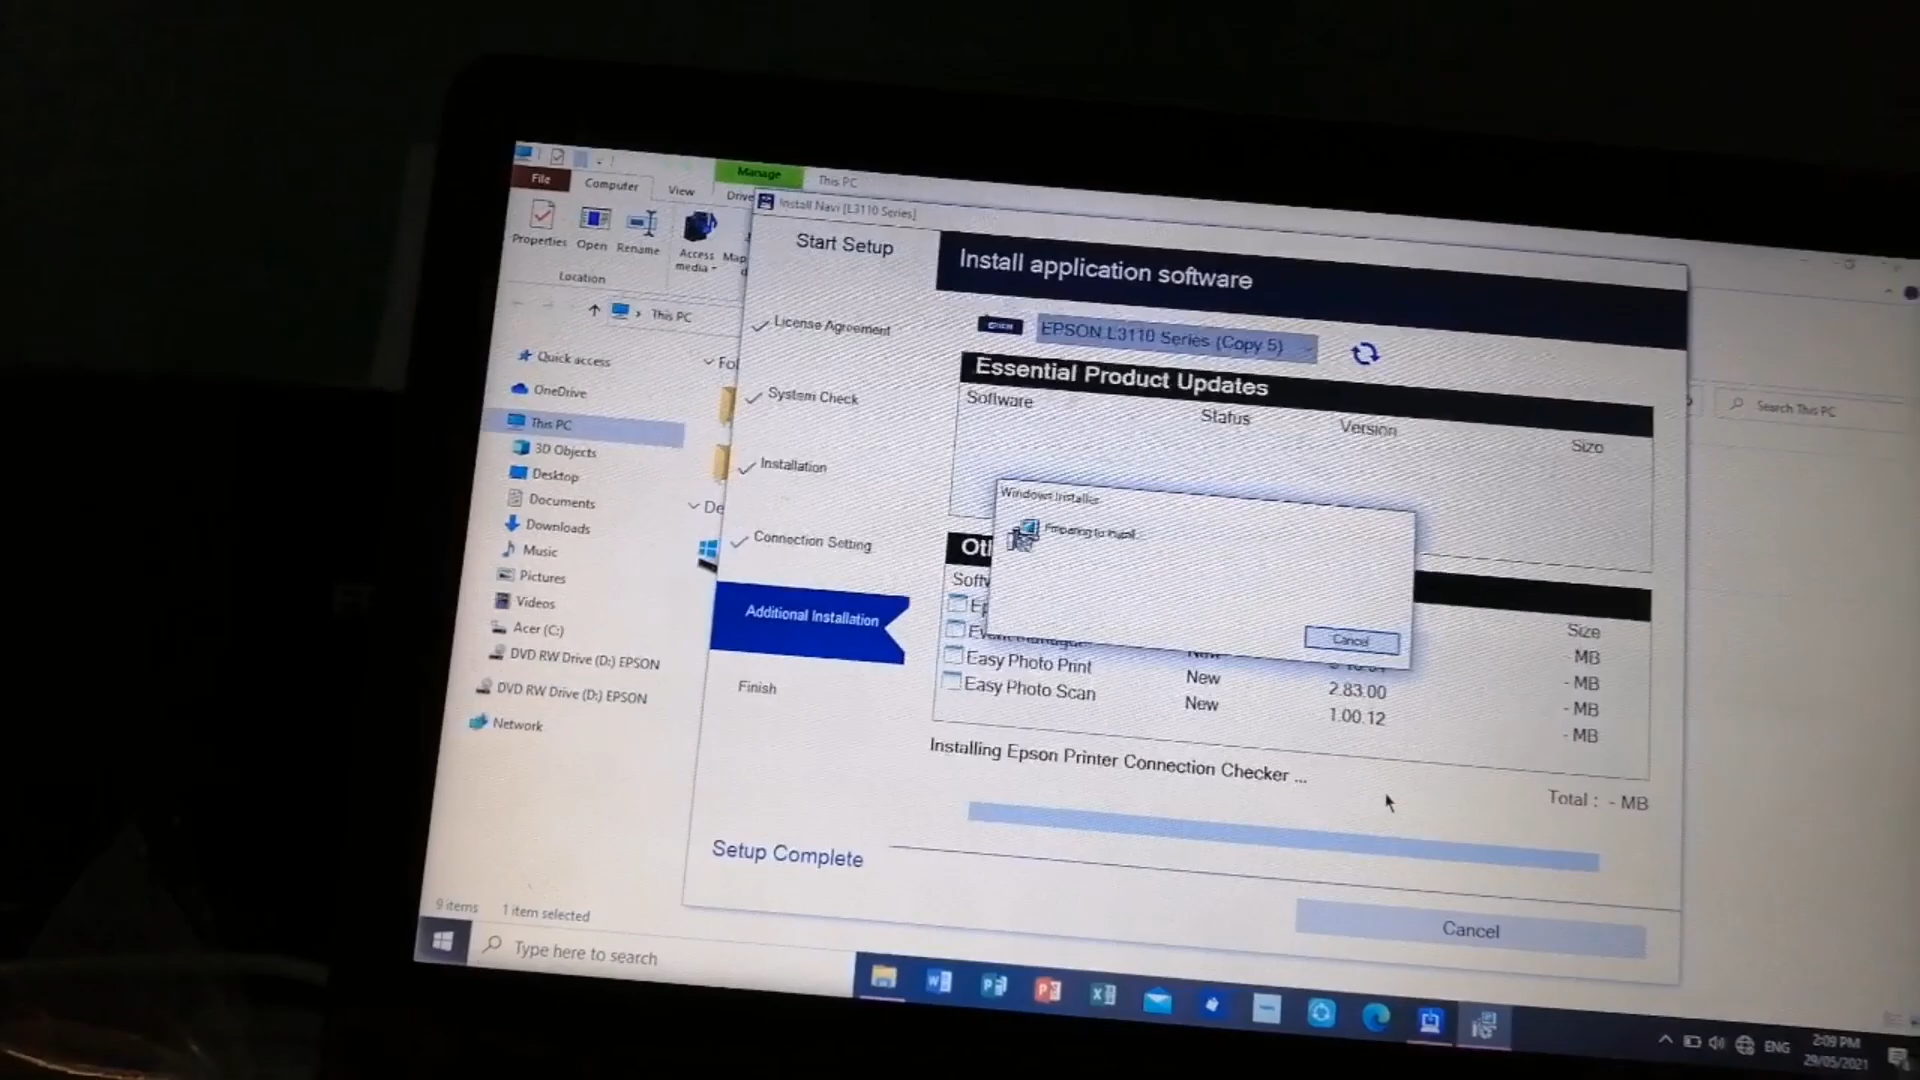 File
Computer
View
Manage
Drive
This PC
Properties
Open
Rename
Access
media
Map
Location
This PC
Search This PC
Quick access
OneDrive
This PC
3D Objects
Desktop
Documents
Downloads
Music
Pictures
Videos
Acer (C:)
DVD RW Drive (D:) EPSON
DVD RW Drive (D:) EPSON
Network
Fol
De
9 items 1 item selected
Install Navi [L3110 Series]
Start Setup
License Agreement
System Check
Installation
Connection Setting
Additional Installation
Finish
Setup Complete
Install application software
EPSON L3110 Series (Copy 5)
Essential Product Updates
Software Status Version Size
Windows Installer
Preparing to install...
Cancel
Size
- MB
- MB
Easy Photo Print New 2.83.00 - MB
Easy Photo Scan New 1.00.12 - MB
Installing Epson Printer Connection Checker ...
Total : - MB
Cancel
Type here to search
ENG
2:09 PM
29/05/2021